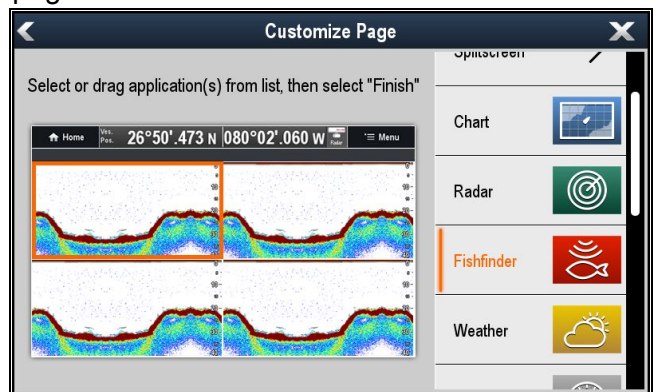 Customize Page
Splitscreen
Select or drag application(s) from list, then select "Finish"
Home Ves. Pos. 26°50'.473 N 080°02'.060 W Menu
Chart
Radar
Fishfinder
Weather